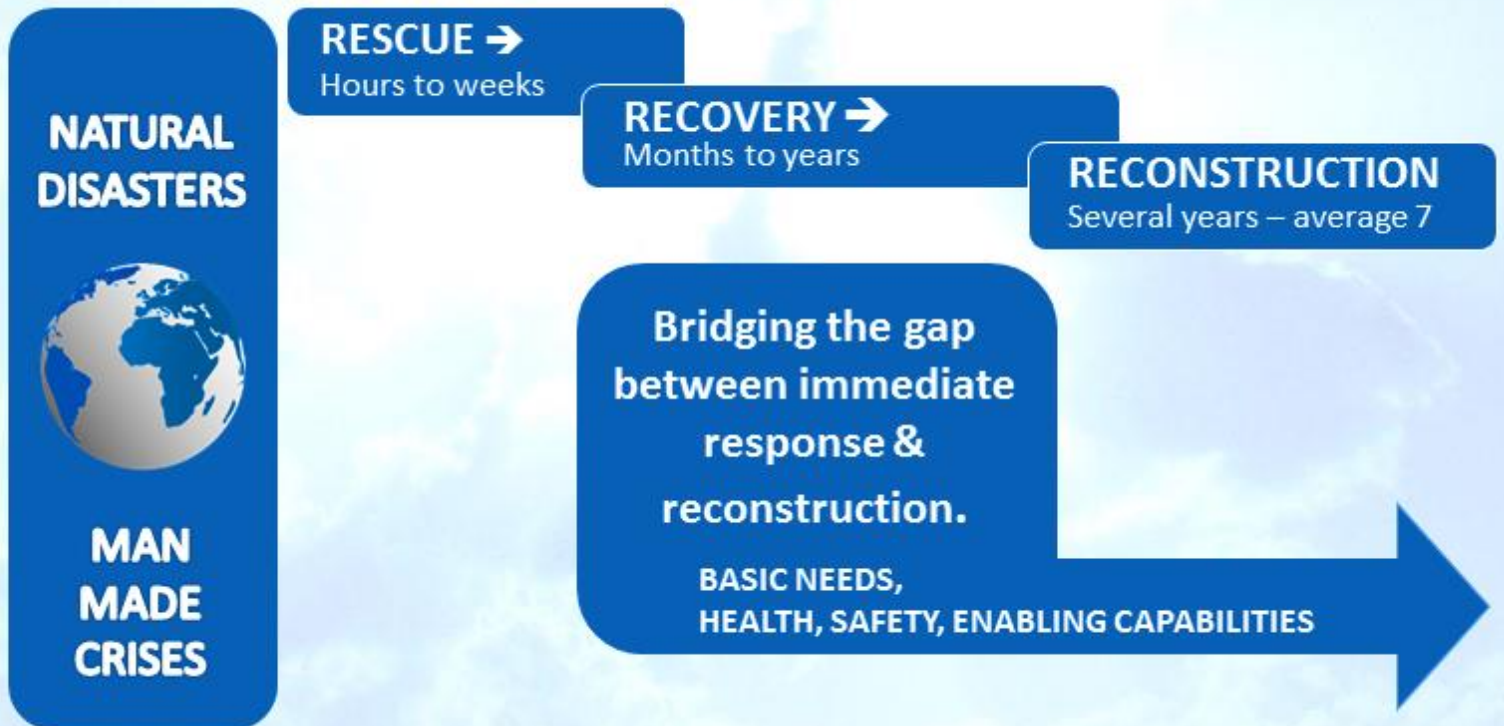 NATURAL
DISASTERS
MAN
MADE
CRISES
RESCUE ➔
Hours to weeks
RECOVERY ➔
Months to years
RECONSTRUCTION
Several years – average 7
Bridging the gap
between immediate
response &
reconstruction.
BASIC NEEDS,
HEALTH, SAFETY, ENABLING CAPABILITIES